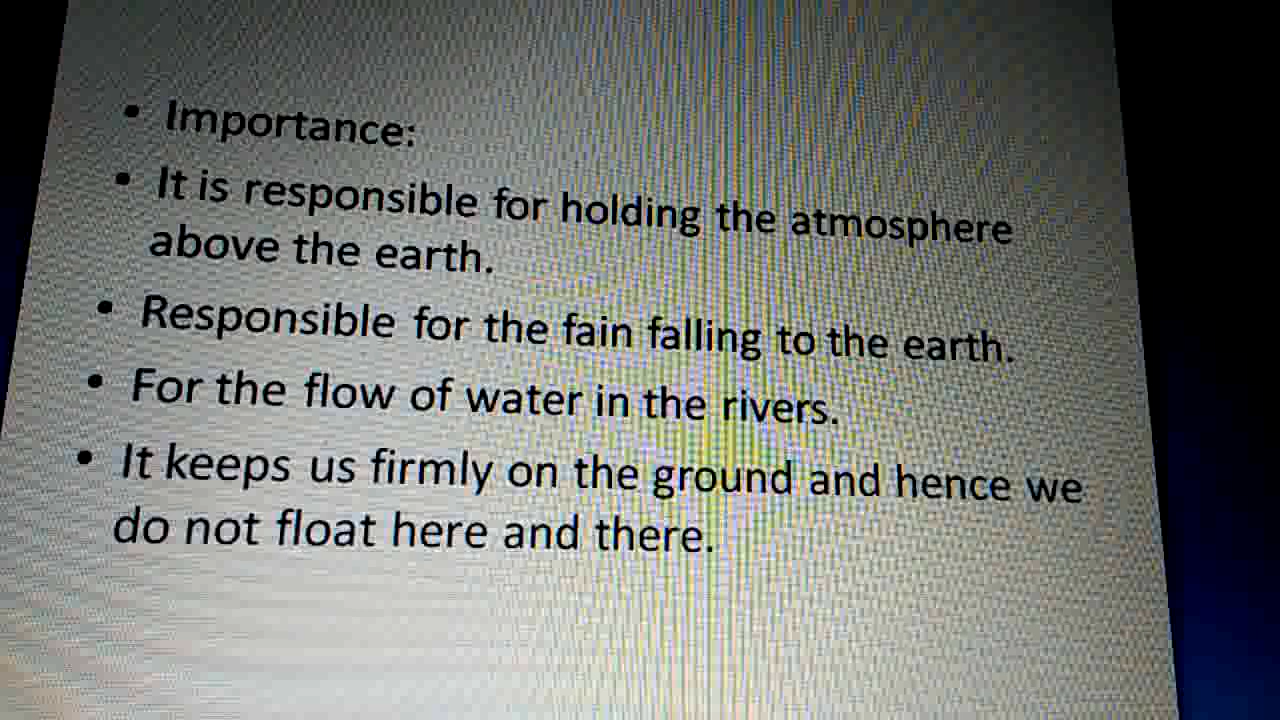 • Importance:
• It is responsible for holding the atmosphere
above the earth.
• Responsible for the fain falling to the earth.
• For the flow of water in the rivers.
• It keeps us firmly on the ground and hence we
do not float here and there.